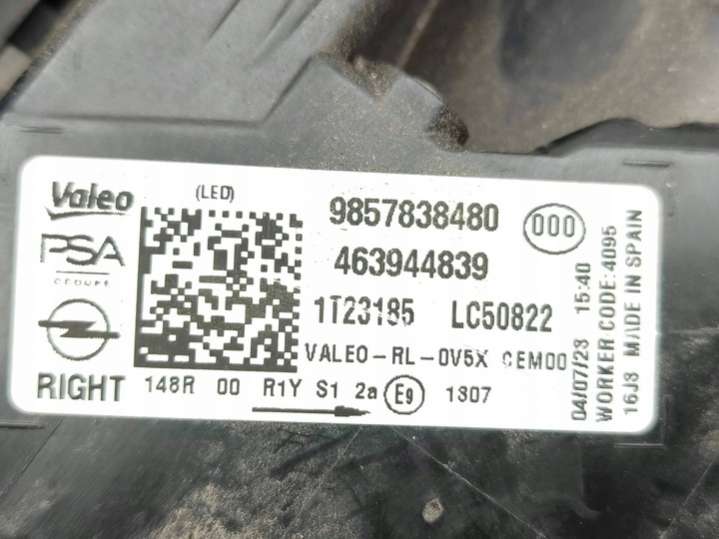 Valeo
(LED)
PSA
GROUPE
RIGHT
9857838480
000
463944839
1T23185 LC50822
VALEO-RL-0V5X CEM00
148R 00 R1Y S1 2a E9 1307
04/07/23 15:40
WORKER CODE:4095
16J8 MADE IN SPAIN